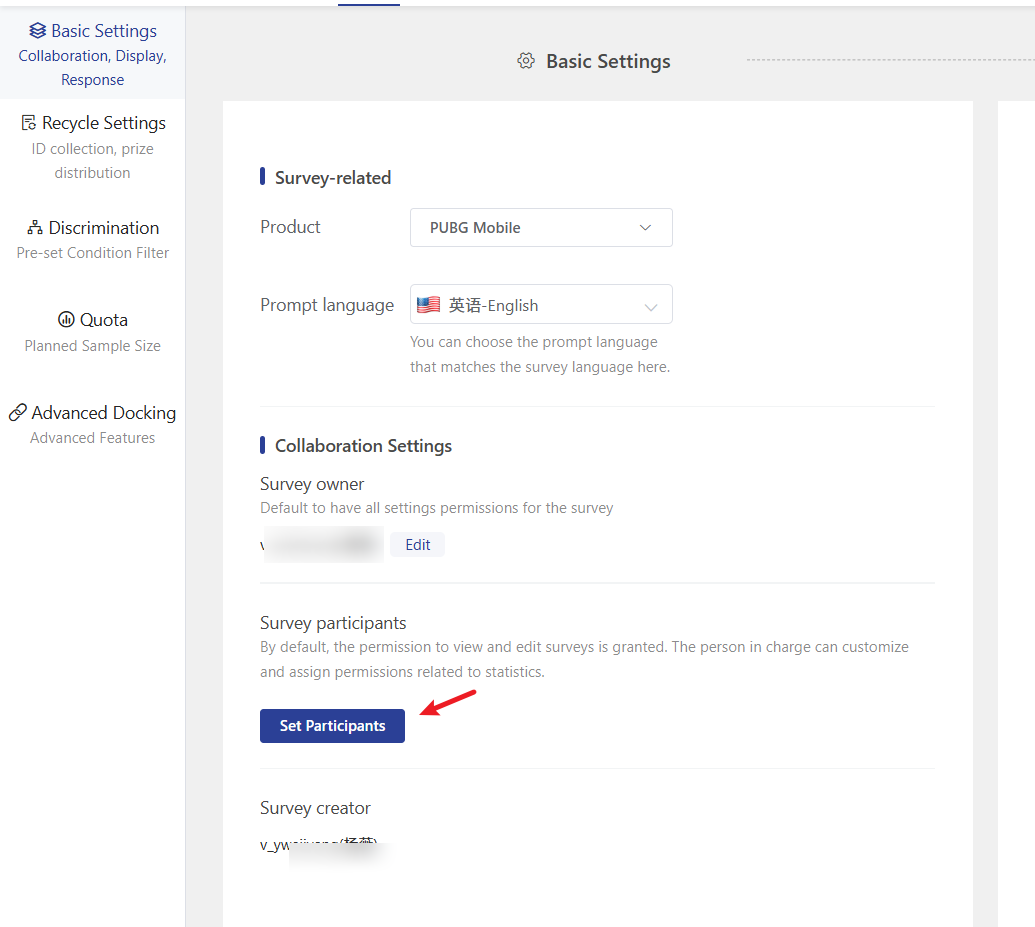 Basic Settings
Collaboration, Display,
Response
Recycle Settings
ID collection, prize
distribution
Discrimination
Pre-set Condition Filter
Quota
Planned Sample Size
Advanced Docking
Advanced Features
Basic Settings
Survey-related
Product
PUBG Mobile
Prompt language
英语-English
You can choose the prompt language
that matches the survey language here.
Collaboration Settings
Survey owner
Default to have all settings permissions for the survey
Edit
Survey participants
By default, the permission to view and edit surveys is granted. The person in charge can customize
and assign permissions related to statistics.
Set Participants
Survey creator